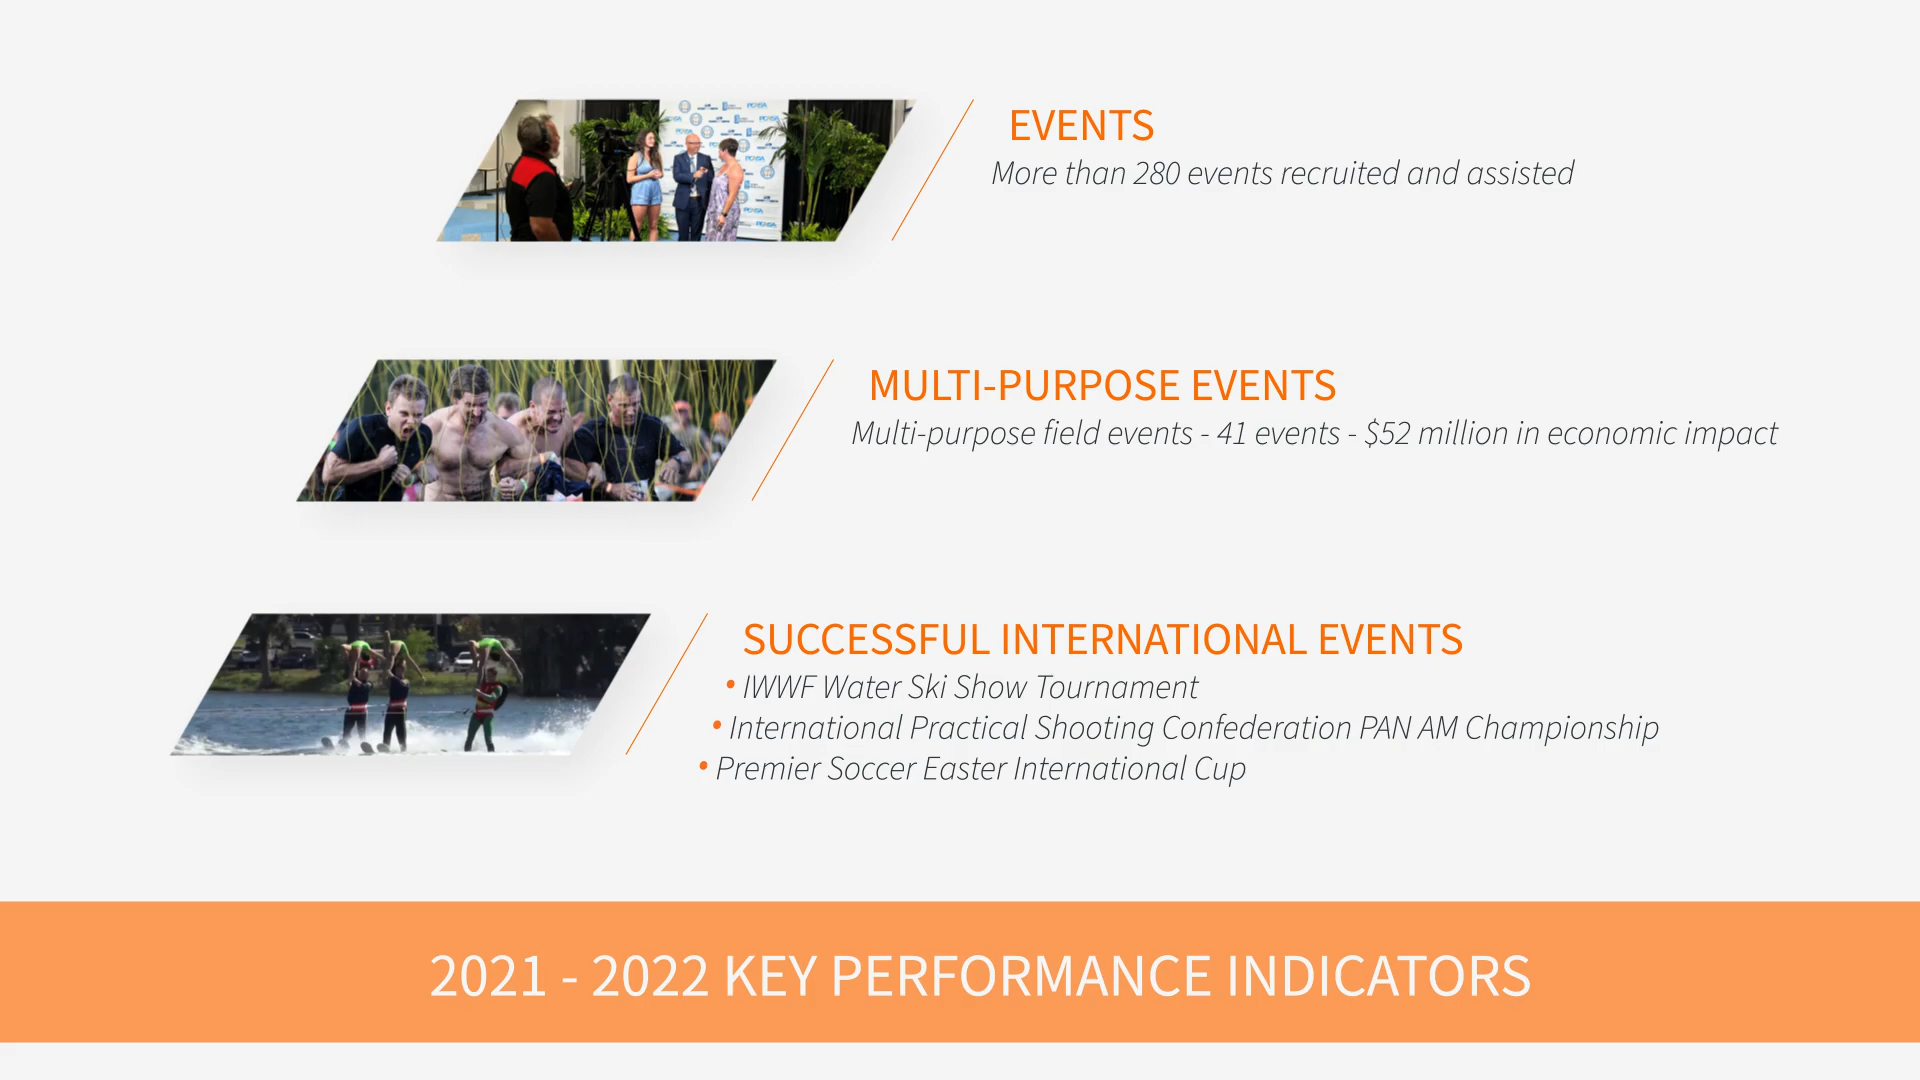 EVENTS
More than 280 events recruited and assisted
MULTI-PURPOSE EVENTS
Multi-purpose field events - 41 events - $52 million in economic impact
SUCCESSFUL INTERNATIONAL EVENTS
• IWWF Water Ski Show Tournament
• International Practical Shooting Confederation PAN AM Championship
• Premier Soccer Easter International Cup
2021 - 2022 KEY PERFORMANCE INDICATORS